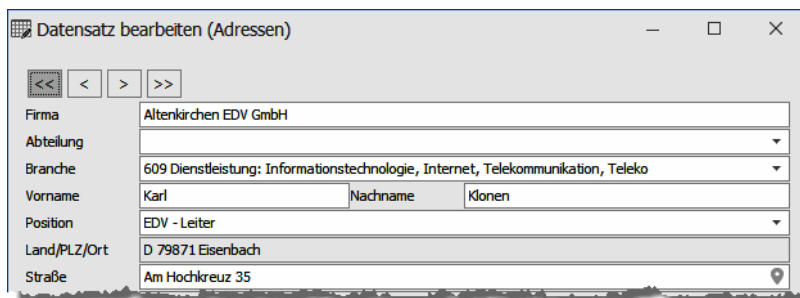 Datensatz bearbeiten (Adressen)
<< < > >>
Firma Altenkirchen EDV GmbH
Abteilung
Branche 609 Dienstleistung: Informationstechnologie, Internet, Telekommunikation, Teleko
Vorname Karl Nachname Klonen
Position EDV - Leiter
Land/PLZ/Ort D 79871 Eisenbach
Straße Am Hochkreuz 35